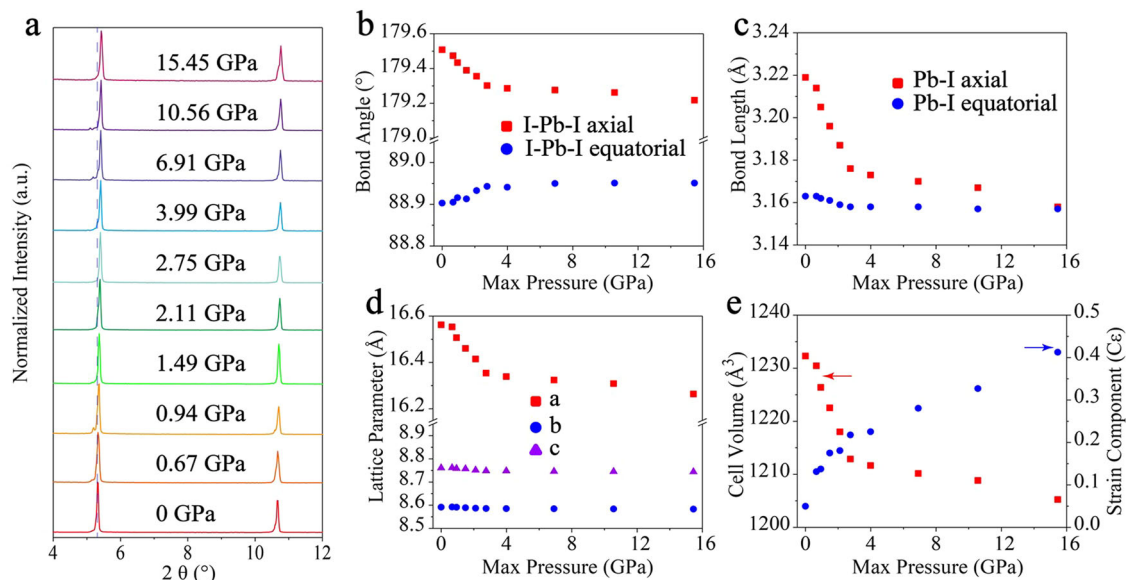 a
Normalized Intensity (a.u.)
15.45 GPa
10.56 GPa
6.91 GPa
3.99 GPa
2.75 GPa
2.11 GPa
1.49 GPa
0.94 GPa
0.67 GPa
0 GPa
4 6 8 10 12
2 θ (°)
b
Bond Angle (°)
179.6
179.4
179.2
179.0
89.0
88.9
88.8
I-Pb-I axial
I-Pb-I equatorial
0 4 8 12 16
Max Pressure (GPa)
c
Bond Length (Å)
3.24
3.22
3.20
3.18
3.16
3.14
Pb-I axial
Pb-I equatorial
0 4 8 12 16
Max Pressure (GPa)
d
Lattice Parameter (Å)
16.6
16.4
16.2
8.9
8.8
8.7
8.6
8.5
a
b
c
0 4 8 12 16
Max Pressure (GPa)
e
Cell Volume (Å³)
1240
1230
1220
1210
1200
0.5
0.4
0.3
0.2
0.1
0.0
Strain Component (Cε)
0 4 8 12 16
Max Pressure (GPa)